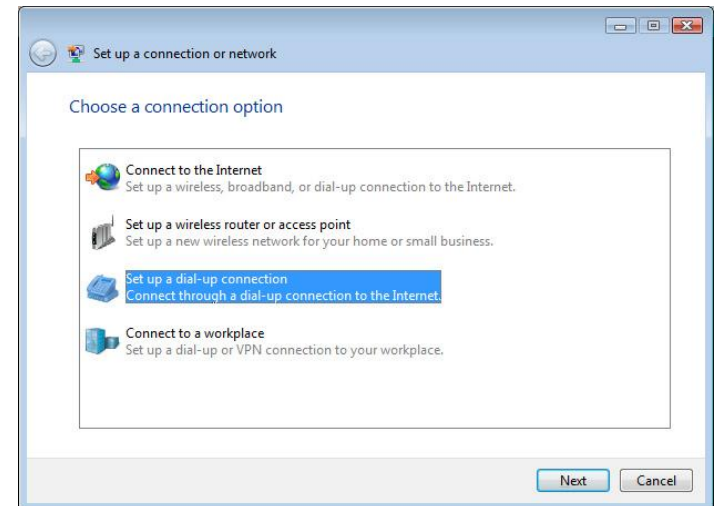 Set up a connection or network
Choose a connection option
Connect to the Internet
Set up a wireless, broadband, or dial-up connection to the Internet.
Set up a wireless router or access point
Set up a new wireless network for your home or small business.
Set up a dial-up connection
Connect through a dial-up connection to the Internet.
Connect to a workplace
Set up a dial-up or VPN connection to your workplace.
Next
Cancel